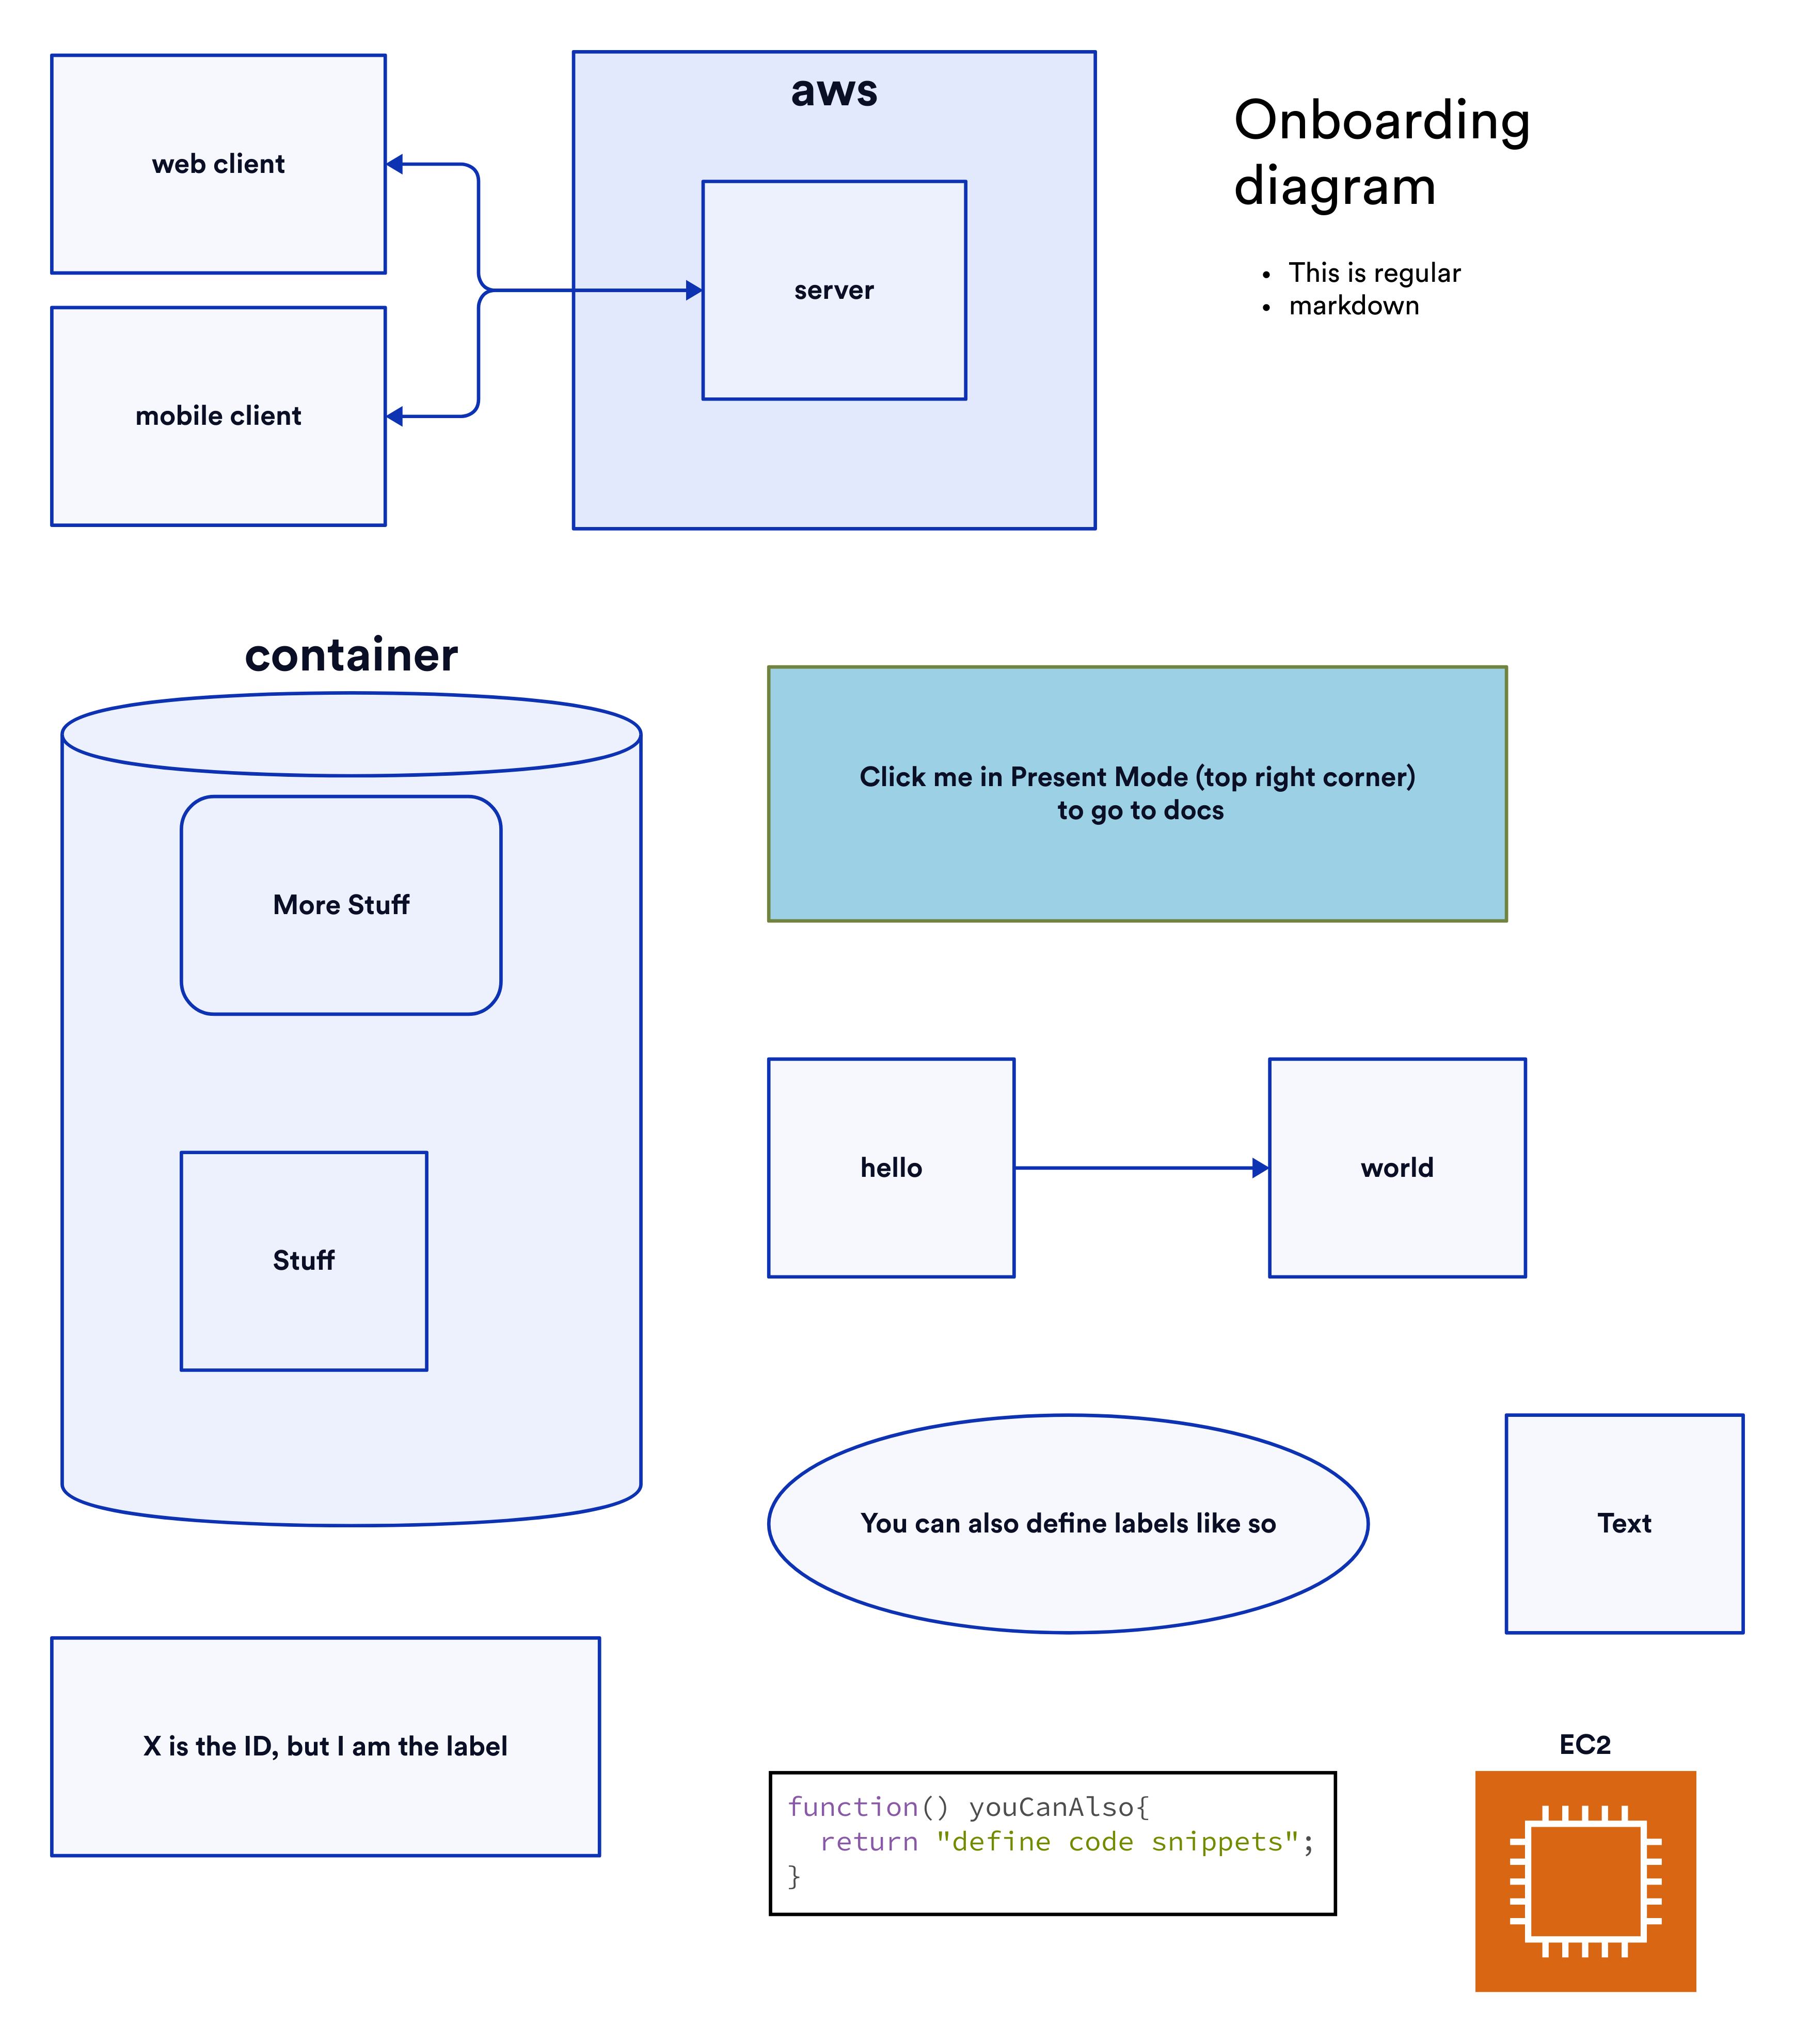 aws
web client
server
mobile client
Onboarding
diagram
• This is regular
• markdown
container
More Stuff
Stuff
Click me in Present Mode (top right corner)
to go to docs
hello
world
You can also define labels like so
Text
X is the ID, but I am the label
function() youCanAlso{
  return "define code snippets";
}
EC2